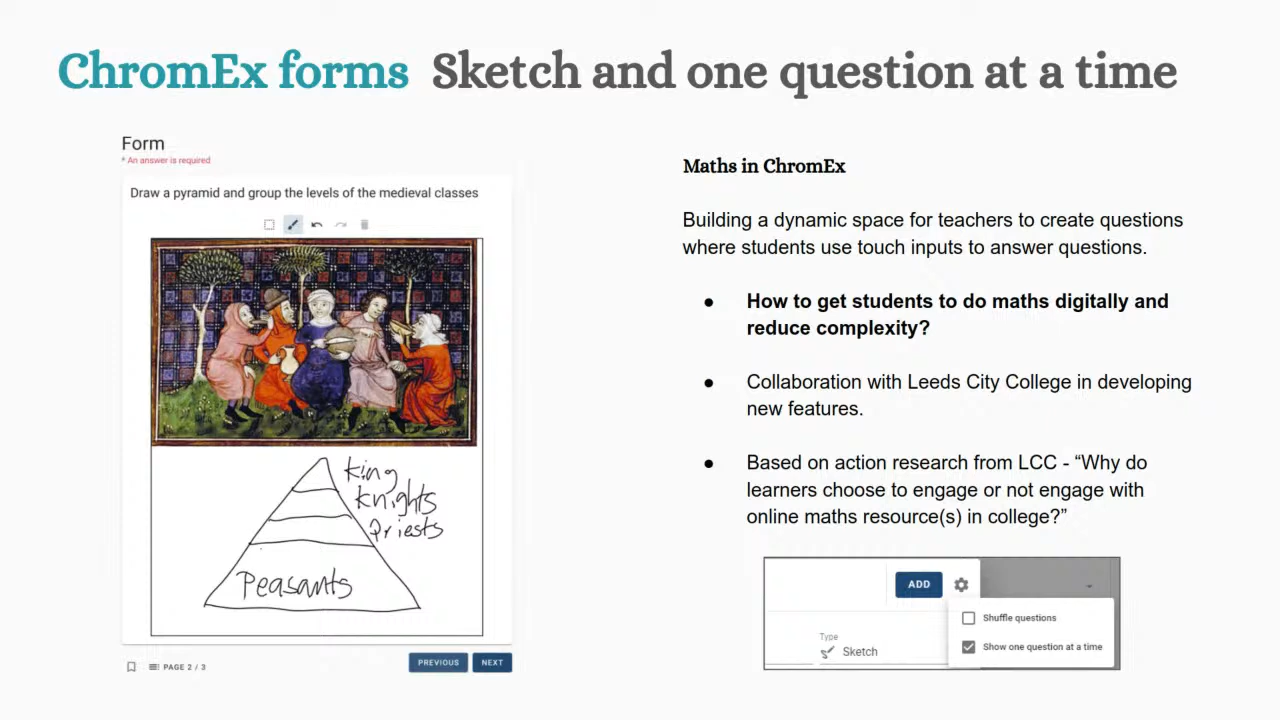 ChromEx forms Sketch and one question at a time
Form
* An answer is required
Draw a pyramid and group the levels of the medieval classes
King
Knights
Priests
Peasants
PAGE 2 / 3
PREVIOUS
NEXT
Maths in ChromEx
Building a dynamic space for teachers to create questions
where students use touch inputs to answer questions.
● How to get students to do maths digitally and
reduce complexity?
● Collaboration with Leeds City College in developing
new features.
● Based on action research from LCC - “Why do
learners choose to engage or not engage with
online maths resource(s) in college?”
ADD
Shuffle questions
Type
Show one question at a time
Sketch